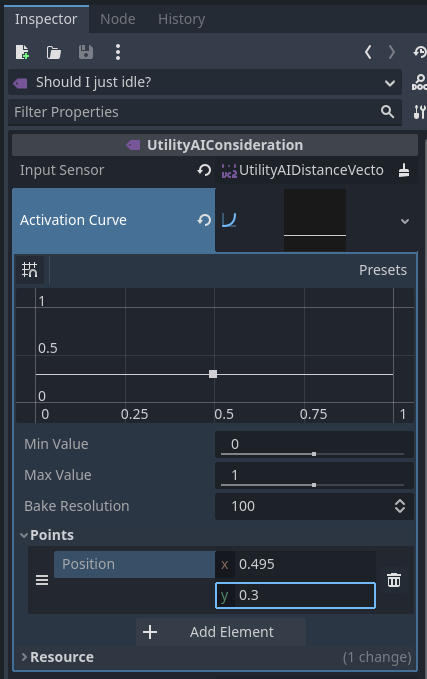 Inspector Node History
Should I just idle?
DOC
Filter Properties
UtilityAIConsideration
Input Sensor UtilityAIDistanceVecto
Activation Curve
Presets
1
0.5
0
0 0.25 0.5 0.75 1
Min Value 0
Max Value 1
Bake Resolution 100
Points
Position x 0.495
y 0.3
Add Element
Resource (1 change)